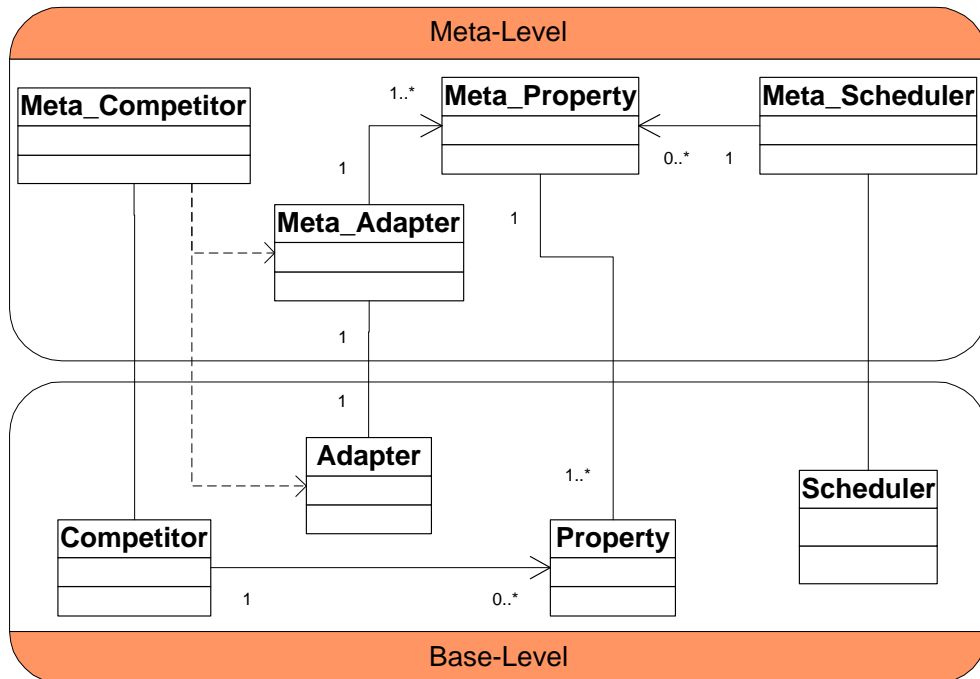 Meta-Level
Meta_Competitor
1..*
Meta_Property
Meta_Scheduler
0..*
1
1
Meta_Adapter
1
1
1
Adapter
1..*
Scheduler
Competitor
Property
1
0..*
Base-Level